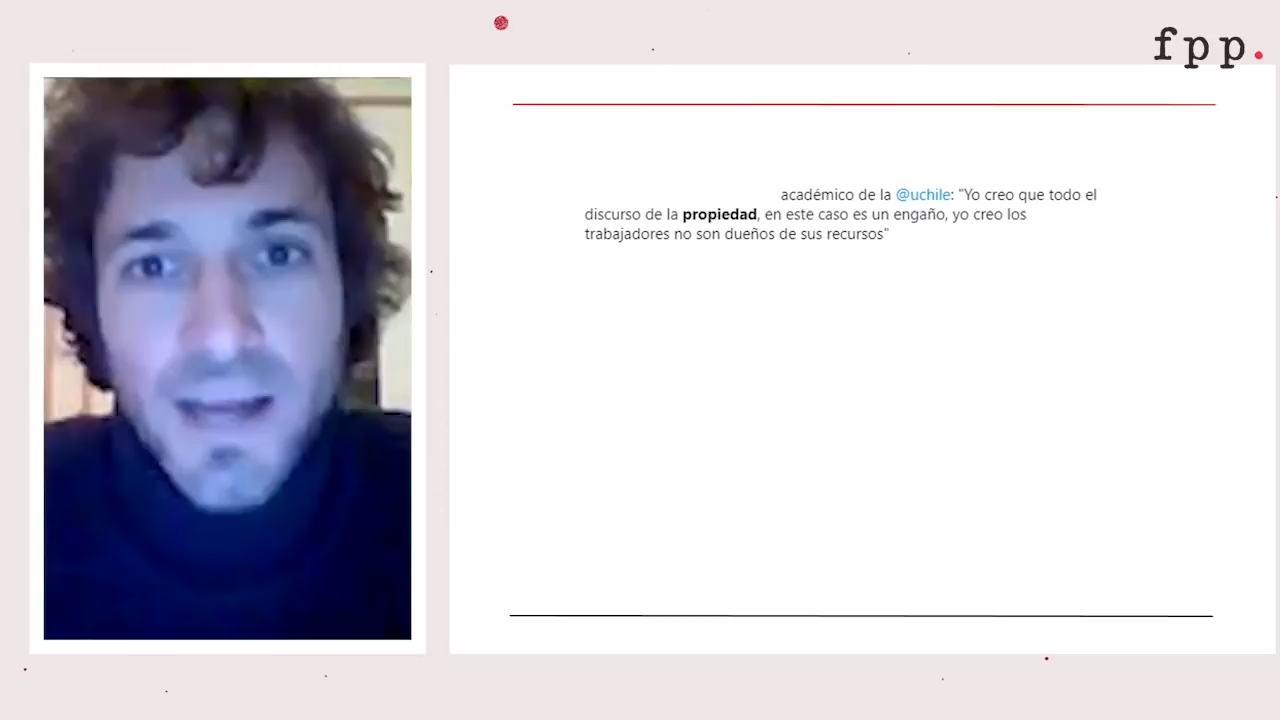 fpp.
académico de la @uchile: "Yo creo que todo el
discurso de la propiedad, en este caso es un engaño, yo creo los
trabajadores no son dueños de sus recursos"